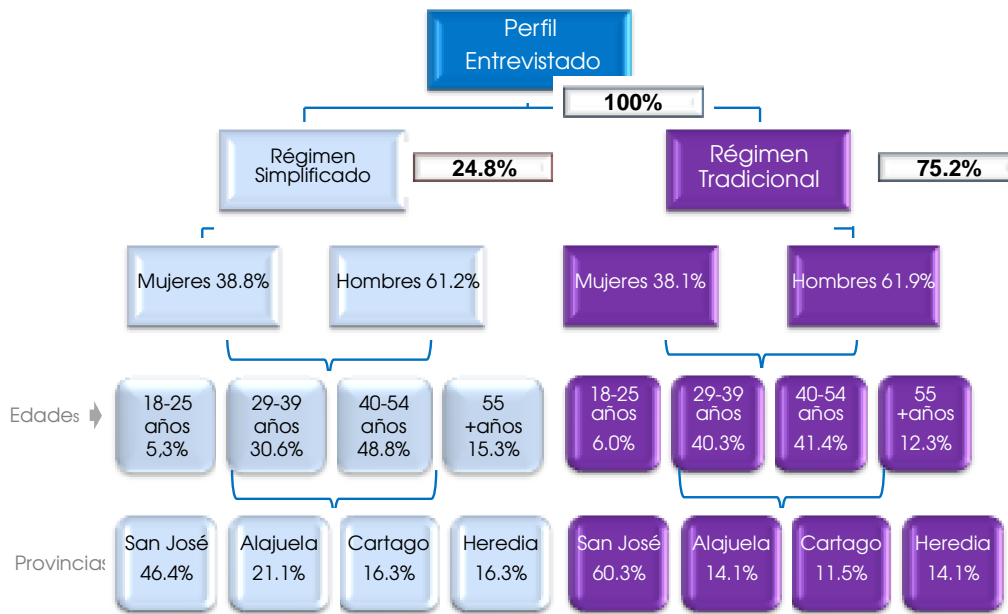 Perfil
Entrevistado
100%
Régimen
Simplificado
24.8%
Régimen
Tradicional
75.2%
Mujeres 38.8%
Hombres 61.2%
Mujeres 38.1%
Hombres 61.9%
Edades
18-25
años
5,3%
29-39
años
30.6%
40-54
años
48.8%
55
+años
15.3%
18-25
años
6.0%
29-39
años
40.3%
40-54
años
41.4%
55
+años
12.3%
Provincias
San José
46.4%
Alajuela
21.1%
Cartago
16.3%
Heredia
16.3%
San José
60.3%
Alajuela
14.1%
Cartago
11.5%
Heredia
14.1%